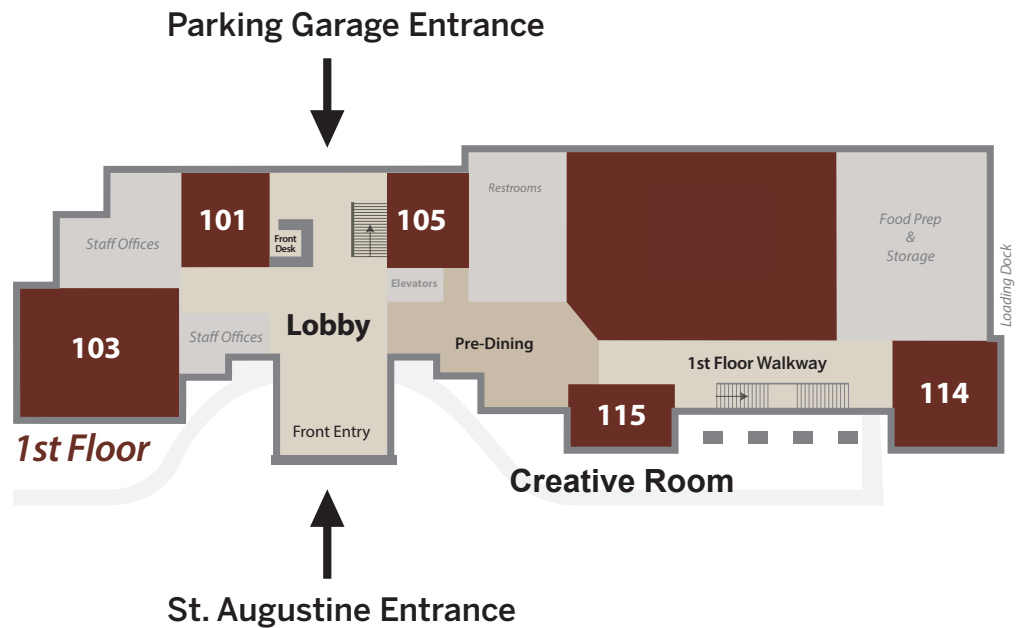 Parking Garage Entrance
Restrooms
101
105
Food Prep
&
Storage
Staff Offices
Front
Desk
Elevators
Loading Dock
103
Lobby
Staff Offices
Pre-Dining
1st Floor Walkway
114
115
Front Entry
1st Floor
Creative Room
St. Augustine Entrance